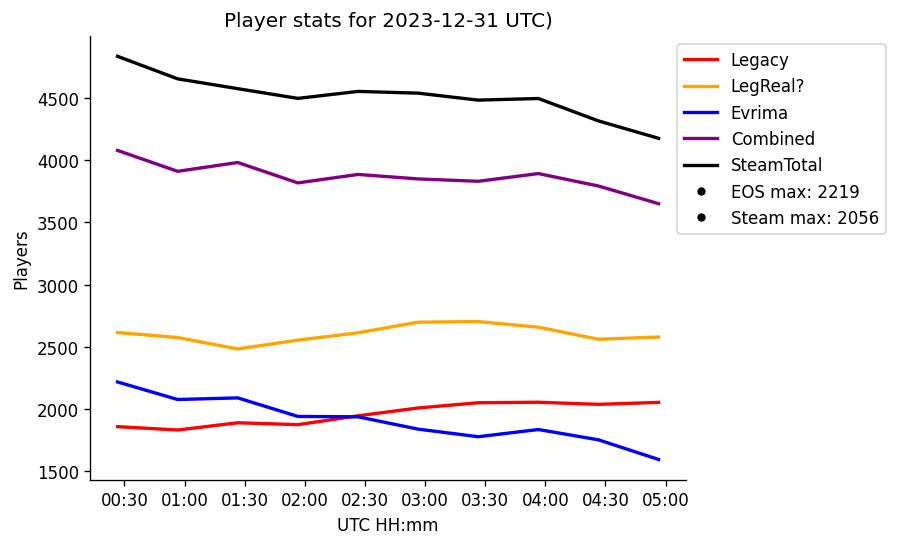 Player stats for 2023-12-31 UTC)
Players
4500
4000
3500
3000
2500
2000
1500
00:30 01:00 01:30 02:00 02:30 03:00 03:30 04:00 04:30 05:00
UTC HH:mm
Legacy
LegReal?
Evrima
Combined
SteamTotal
EOS max: 2219
Steam max: 2056